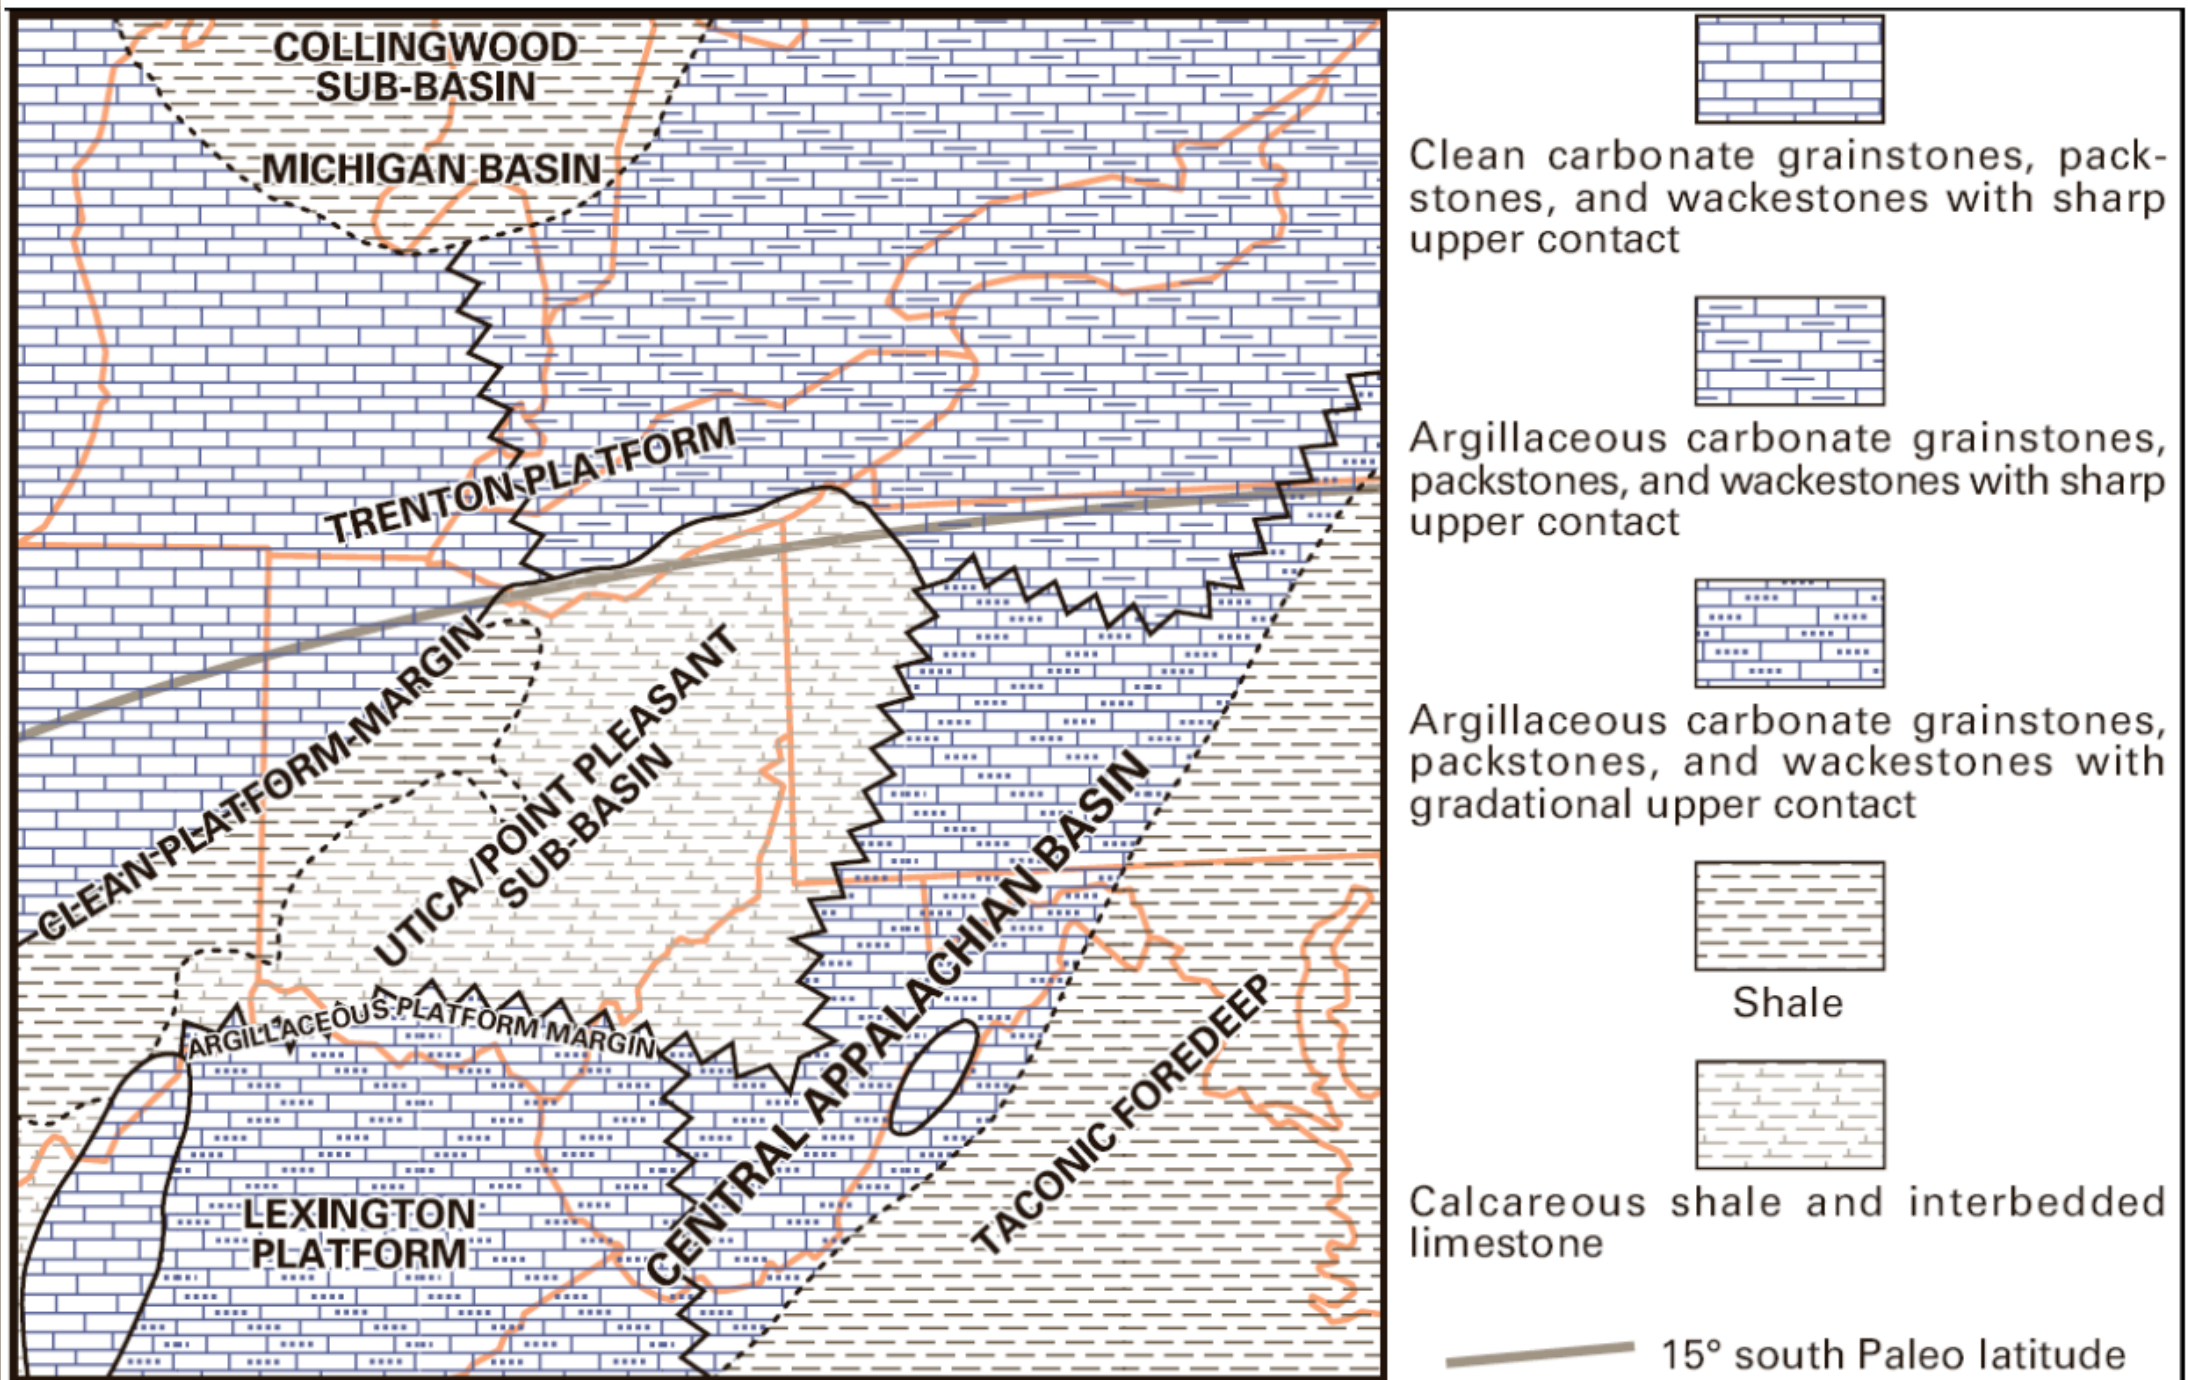 COLLINGWOOD
SUB-BASIN
MICHIGAN BASIN
TRENTON PLATFORM
CLEAN PLATFORM-MARGIN
UTICA/POINT PLEASANT
SUB-BASIN
ARGILLACEOUS PLATFORM MARGIN
CENTRAL APPALACHIAN BASIN
TACONIC FOREDEEP
LEXINGTON
PLATFORM
Clean carbonate grainstones, pack-
stones, and wackestones with sharp
upper contact
Argillaceous carbonate grainstones,
packstones, and wackestones with sharp
upper contact
Argillaceous carbonate grainstones,
packstones, and wackestones with
gradational upper contact
Shale
Calcareous shale and interbedded
limestone
15° south Paleo latitude